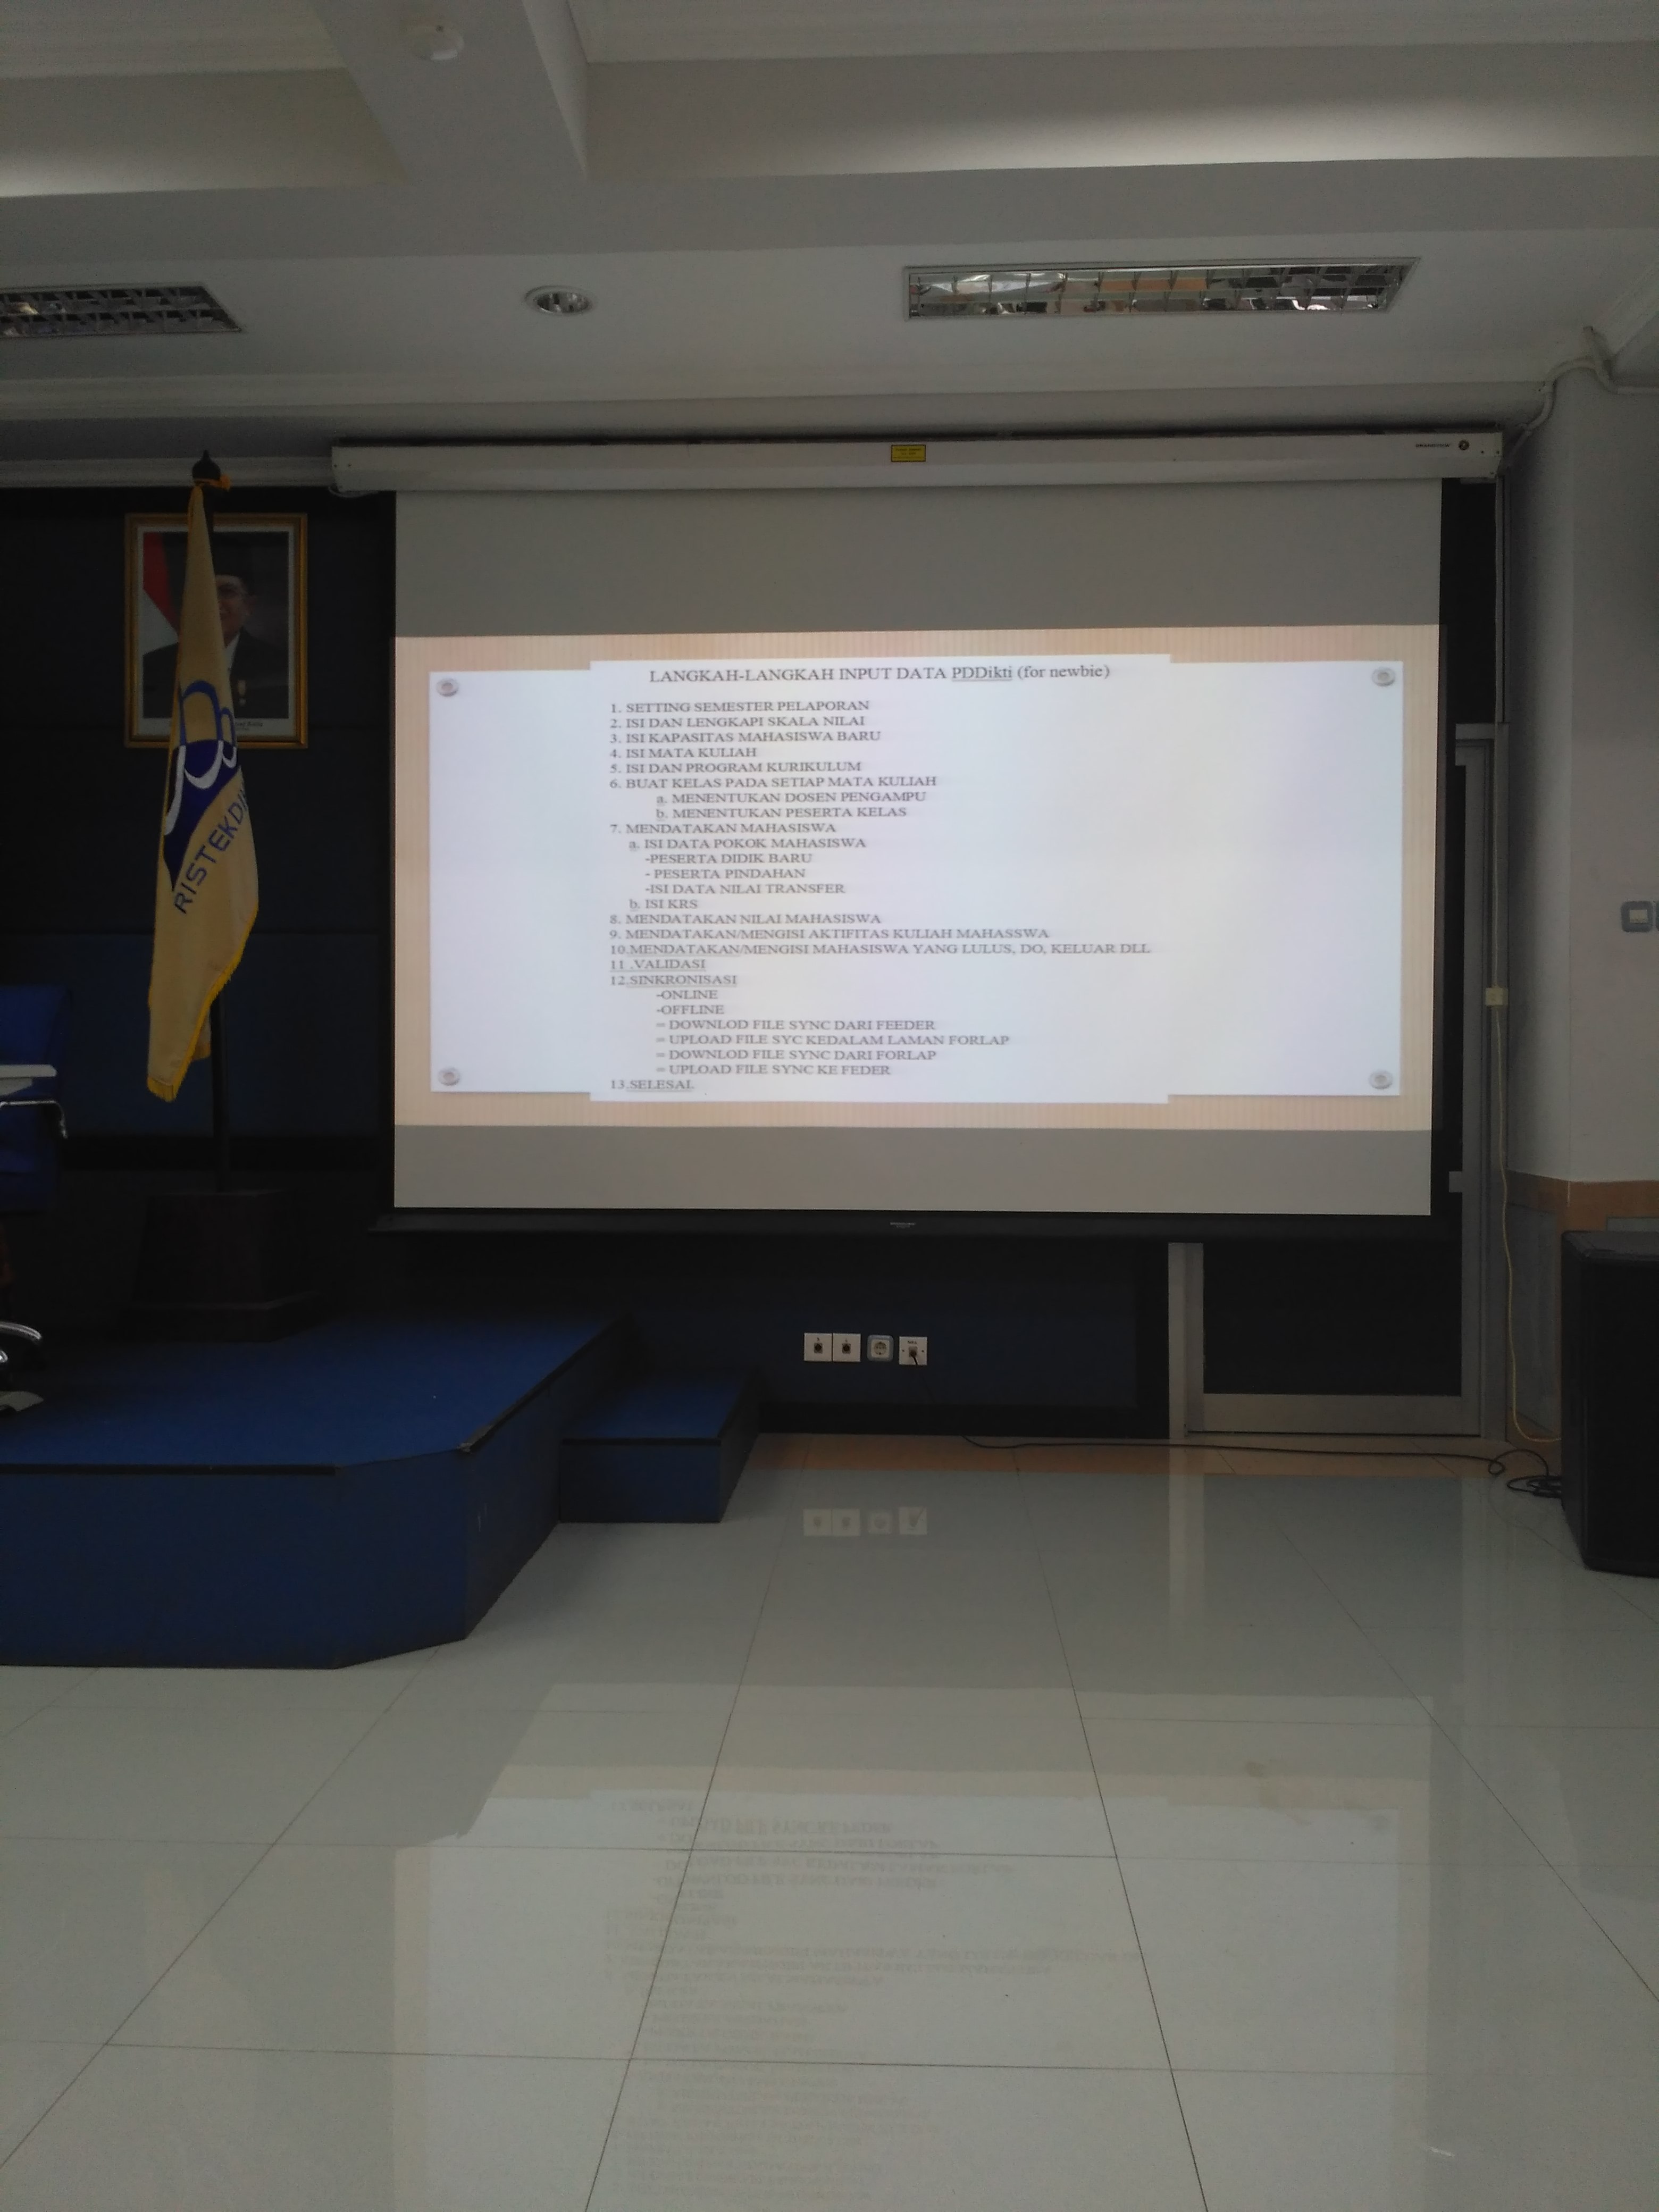 LANGKAH-LANGKAH INPUT DATA PDDikti (for newbie)
1. SETTING SEMESTER PELAPORAN
2. ISI DAN LENGKAPI SKALA NILAI
3. ISI KAPASITAS MAHASISWA BARU
4. ISI MATA KULIAH
5. ISI DAN PROGRAM KURIKULUM
6. BUAT KELAS PADA SETIAP MATA KULIAH
a. MENENTUKAN DOSEN PENGAMPU
b. MENENTUKAN PESERTA KELAS
7. MENDATAKAN MAHASISWA
a. ISI DATA POKOK MAHASISWA
-PESERTA DIDIK BARU
- PESERTA PINDAHAN
-ISI DATA NILAI TRANSFER
b. ISI KRS
8. MENDATAKAN NILAI MAHASISWA
9. MENDATAKAN/MENGISI AKTIFITAS KULIAH MAHASSWA
10.MENDATAKAN/MENGISI MAHASISWA YANG LULUS, DO, KELUAR DLL
11 .VALIDASI
12.SINKRONISASI
-ONLINE
-OFFLINE
= DOWNLOD FILE SYNC DARI FEEDER
= UPLOAD FILE SYC KEDALAM LAMAN FORLAP
= DOWNLOD FILE SYNC DARI FORLAP
= UPLOAD FILE SYNC KE FEDER
13.SELESAI.
RISTEKDI